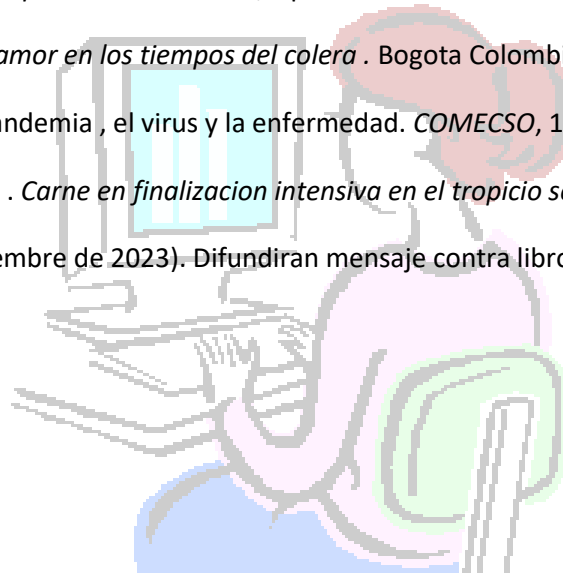 amor en los tiempos del colera . Bogota Colombi
andemia , el virus y la enfermedad. COMECSO, 1
. Carne en finalizacion intensiva en el tropicio s
embre de 2023). Difundiran mensaje contra libro